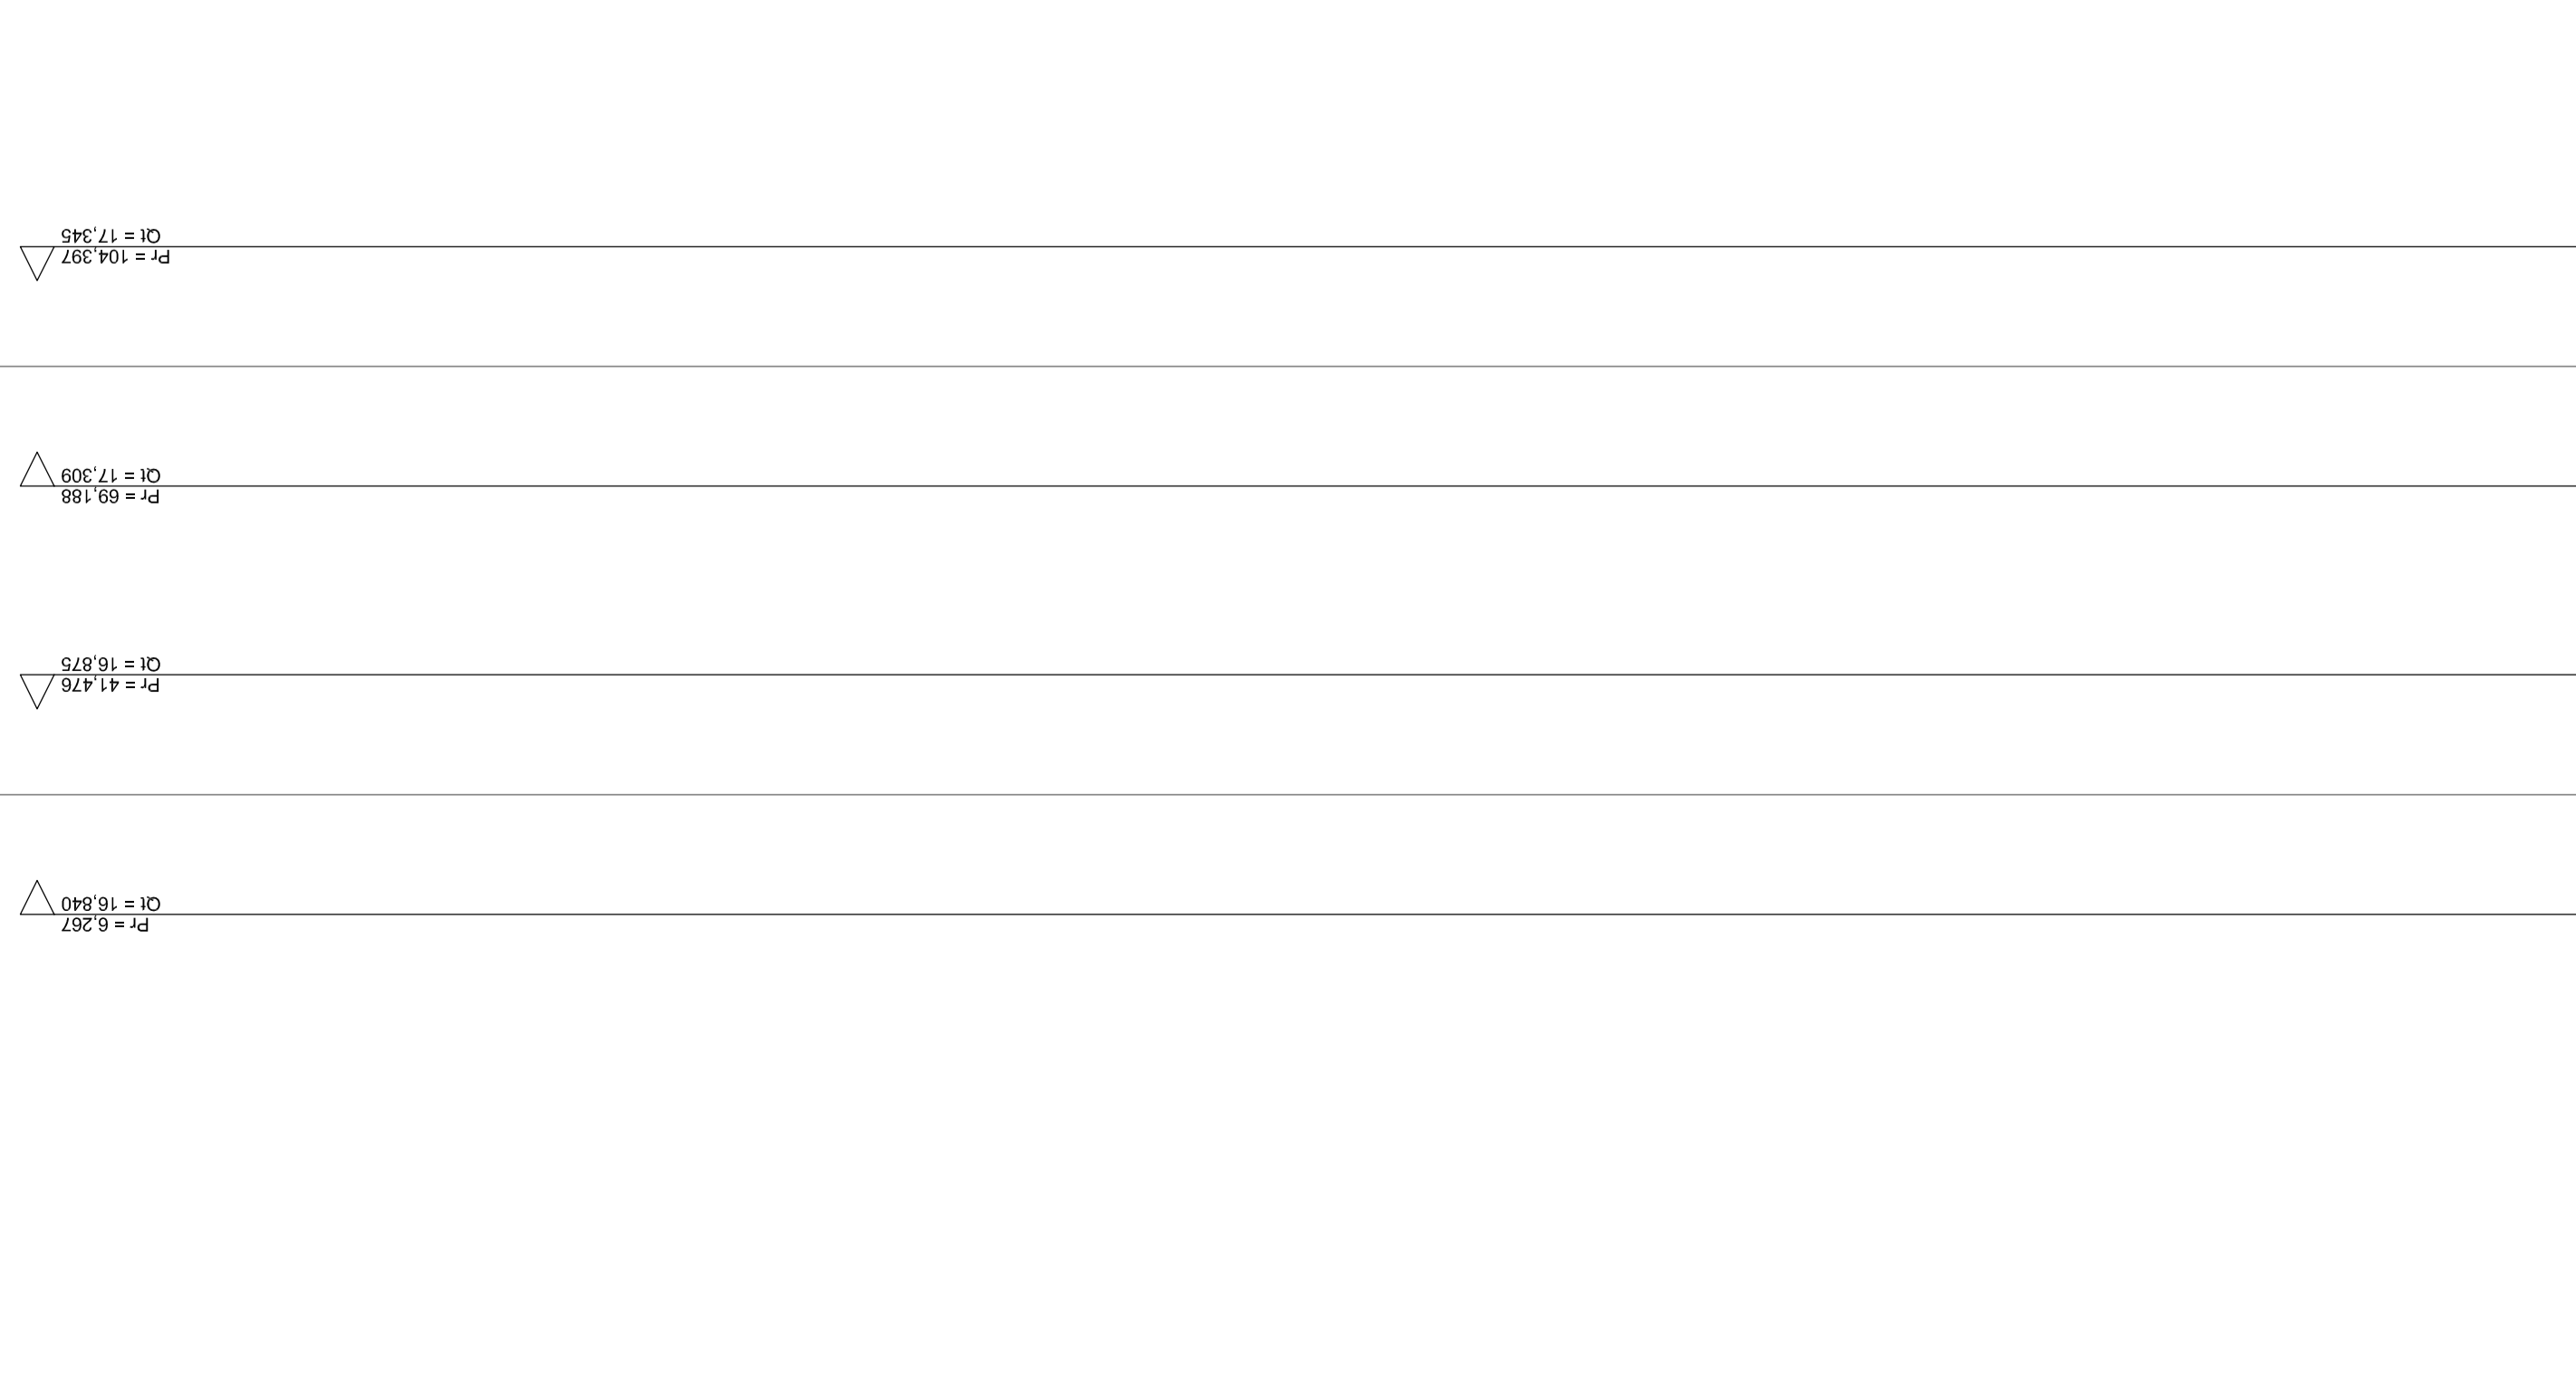 Pr = 6,267
Qt = 16,840
Pr = 41,476
Qt = 16,875
Pr = 69,188
Qt = 17,309
Pr = 104,397
Qt = 17,345